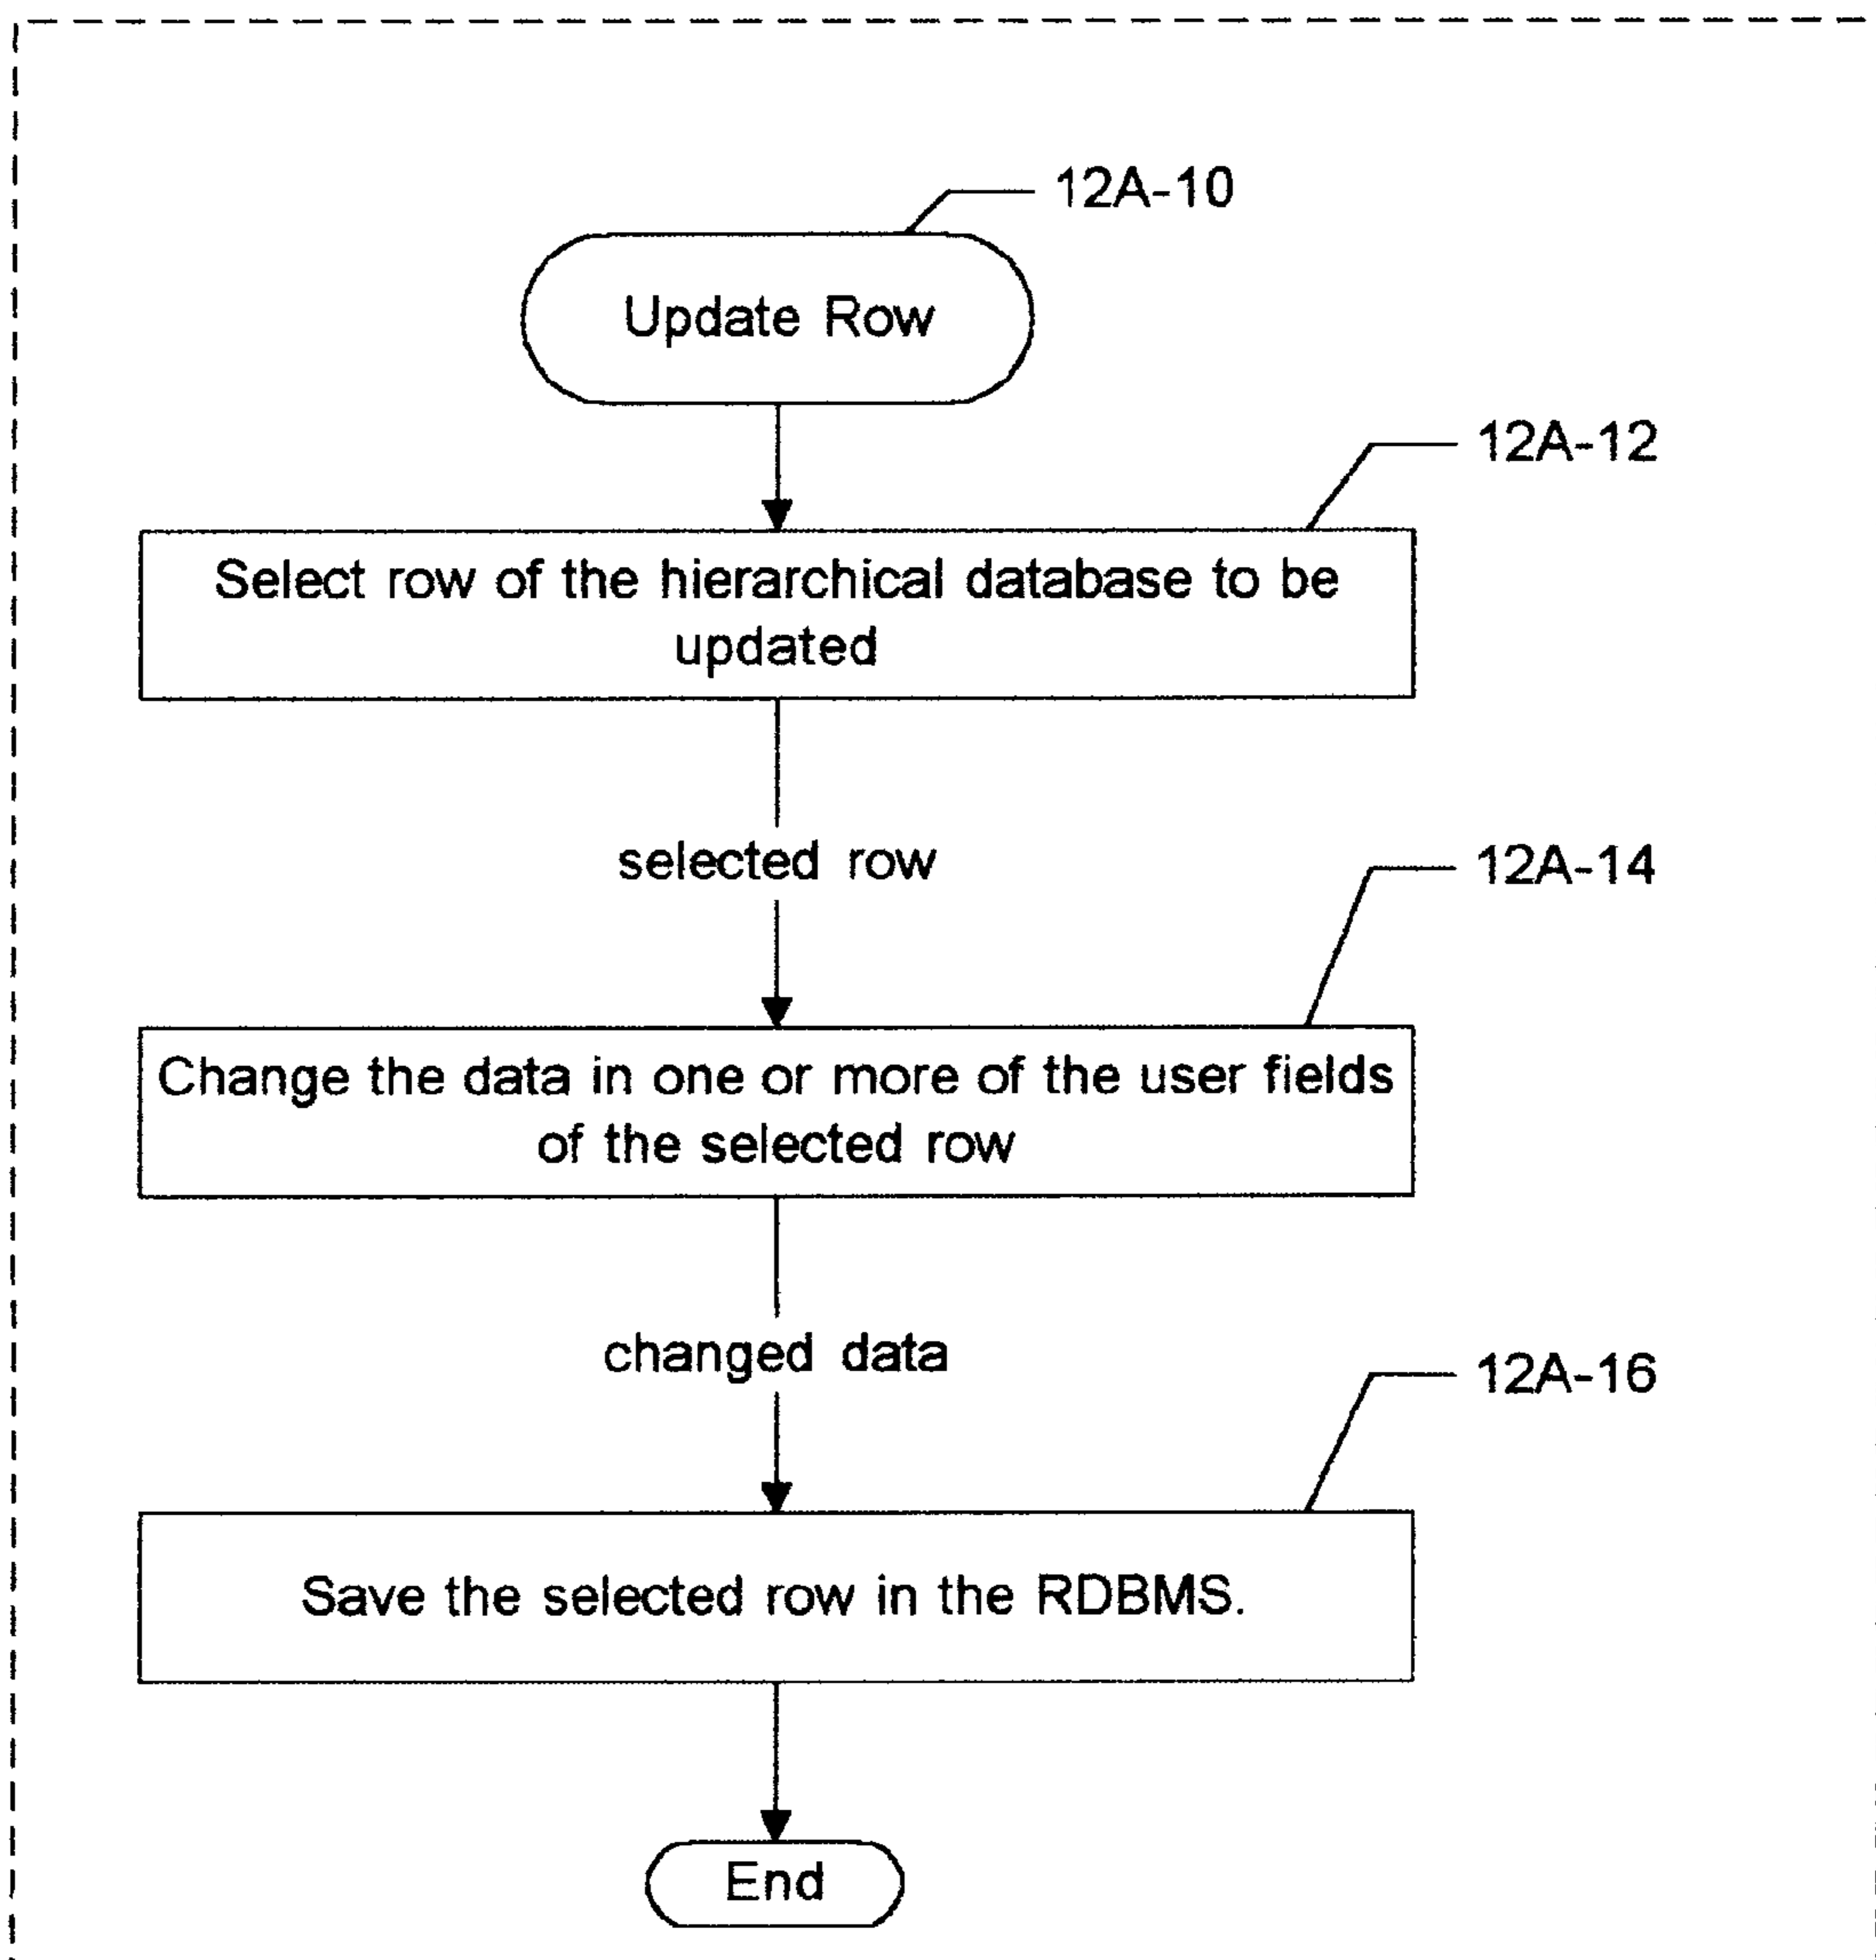 12A-10
Update Row
12A-12
Select row of the hierarchical database to be
updated
selected row
12A-14
Change the data in one or more of the user fields
of the selected row
changed data
12A-16
Save the selected row in the RDBMS.
End